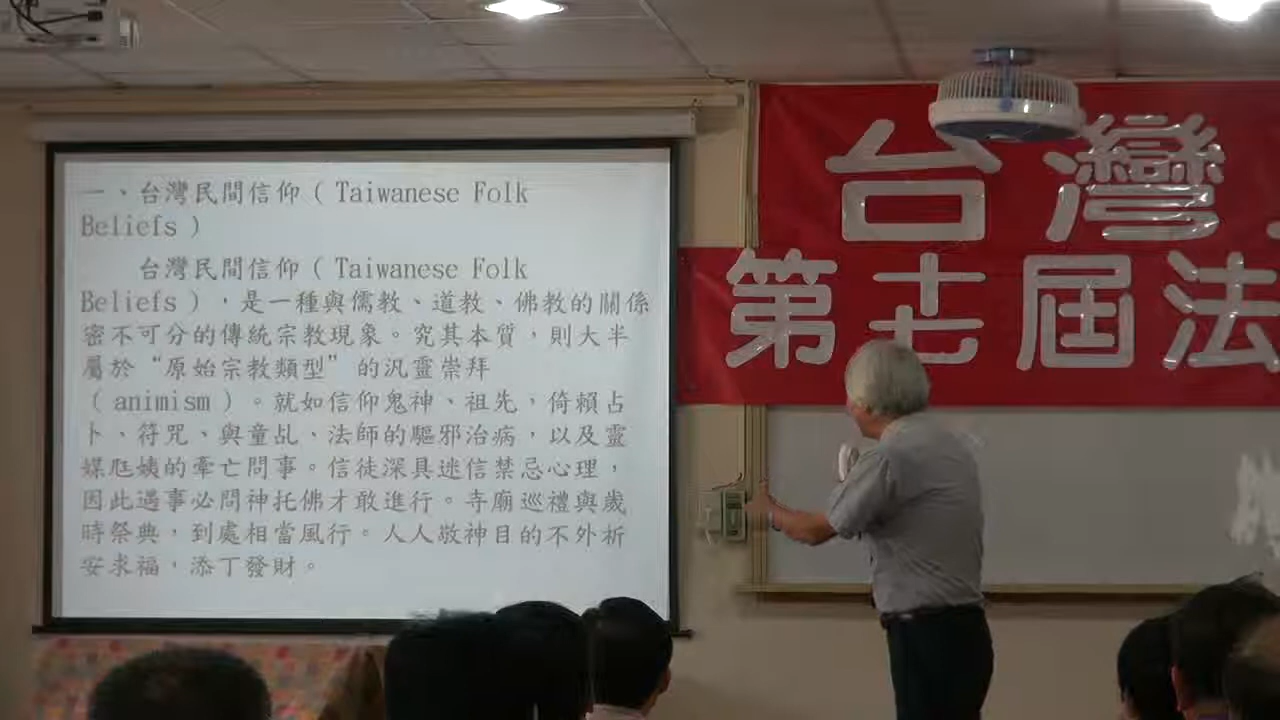 一、台灣民間信仰（Taiwanese Folk
Beliefs）
台灣民間信仰（Taiwanese Folk
Beliefs），是一種與儒教、道教、佛教的關係
密不可分的傳統宗教現象。究其本質，則大半
屬於“原始宗教類型”的汎靈崇拜
（animism）。就如信仰鬼神、祖先，倚賴占
卜、符咒、與童乩、法師的驅邪治病，以及靈
媒尫姨的牽亡問事。信徒深具迷信禁忌心理，
因此遇事必問神托佛才敢進行。寺廟巡禮與歲
時祭典，到處相當風行。人人敬神目的不外祈
安求福，添丁發財。
台灣
第七屆法